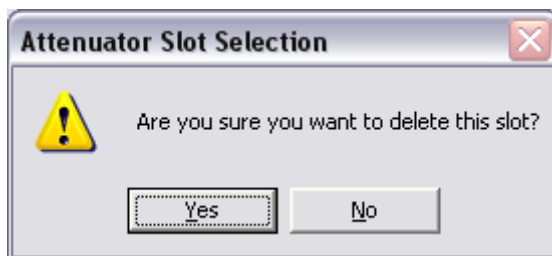 Attenuator Slot Selection
Are you sure you want to delete this slot?
Yes No